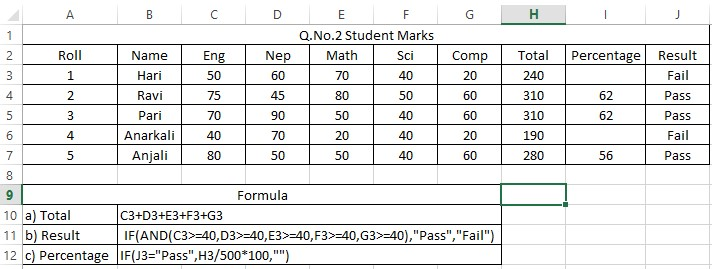 A B C D E F G H I J
1 Q.No.2 Student Marks
2 Roll Name Eng Nep Math Sci Comp Total Percentage Result
3 1 Hari 50 60 70 40 20 240 Fail
4 2 Ravi 75 45 80 50 60 310 62 Pass
5 3 Pari 70 90 50 40 60 310 62 Pass
6 4 Anarkali 40 70 20 40 20 190 Fail
7 5 Anjali 80 50 50 40 60 280 56 Pass
8
9 Formula
10 a) Total C3+D3+E3+F3+G3
11 b) Result IF(AND(C3>=40,D3>=40,E3>=40,F3>=40,G3>=40),"Pass","Fail")
12 c) Percentage IF(J3="Pass",H3/500*100,"")